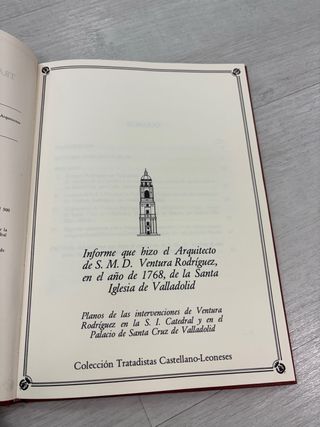 Informe que hizo el Arquitecto
de S. M. D. Ventura Rodríguez,
en el año de 1768, de la Santa
Iglesia de Valladolid
Planos de las intervenciones de Ventura
Rodríguez en la S. I. Catedral y en el
Palacio de Santa Cruz de Valladolid
Colección Tratadistas Castellano-Leoneses